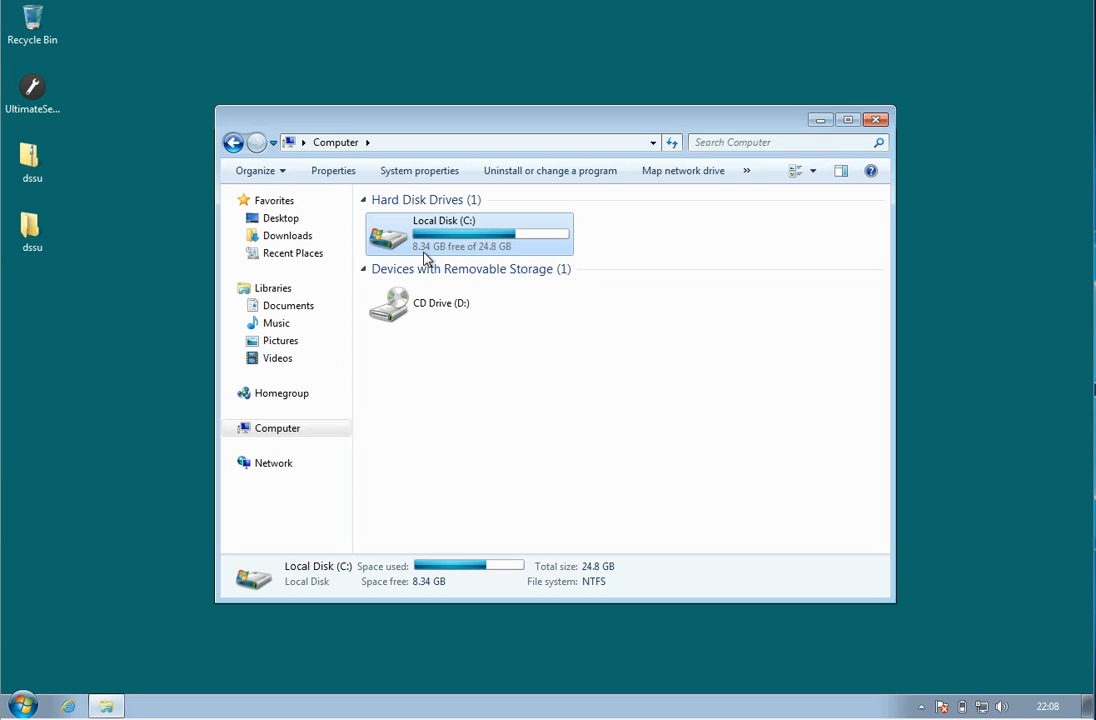 Recycle Bin
UltimateSe...
dssu
dssu
Computer
Search Computer
Organize
Properties
System properties
Uninstall or change a program
Map network drive
»
Favorites
Desktop
Downloads
Recent Places
Libraries
Documents
Music
Pictures
Videos
Homegroup
Computer
Network
Hard Disk Drives (1)
Local Disk (C:)
8.34 GB free of 24.8 GB
Devices with Removable Storage (1)
CD Drive (D:)
Local Disk (C:) Space used: Total size: 24.8 GB
Local Disk Space free: 8.34 GB File system: NTFS
22:08